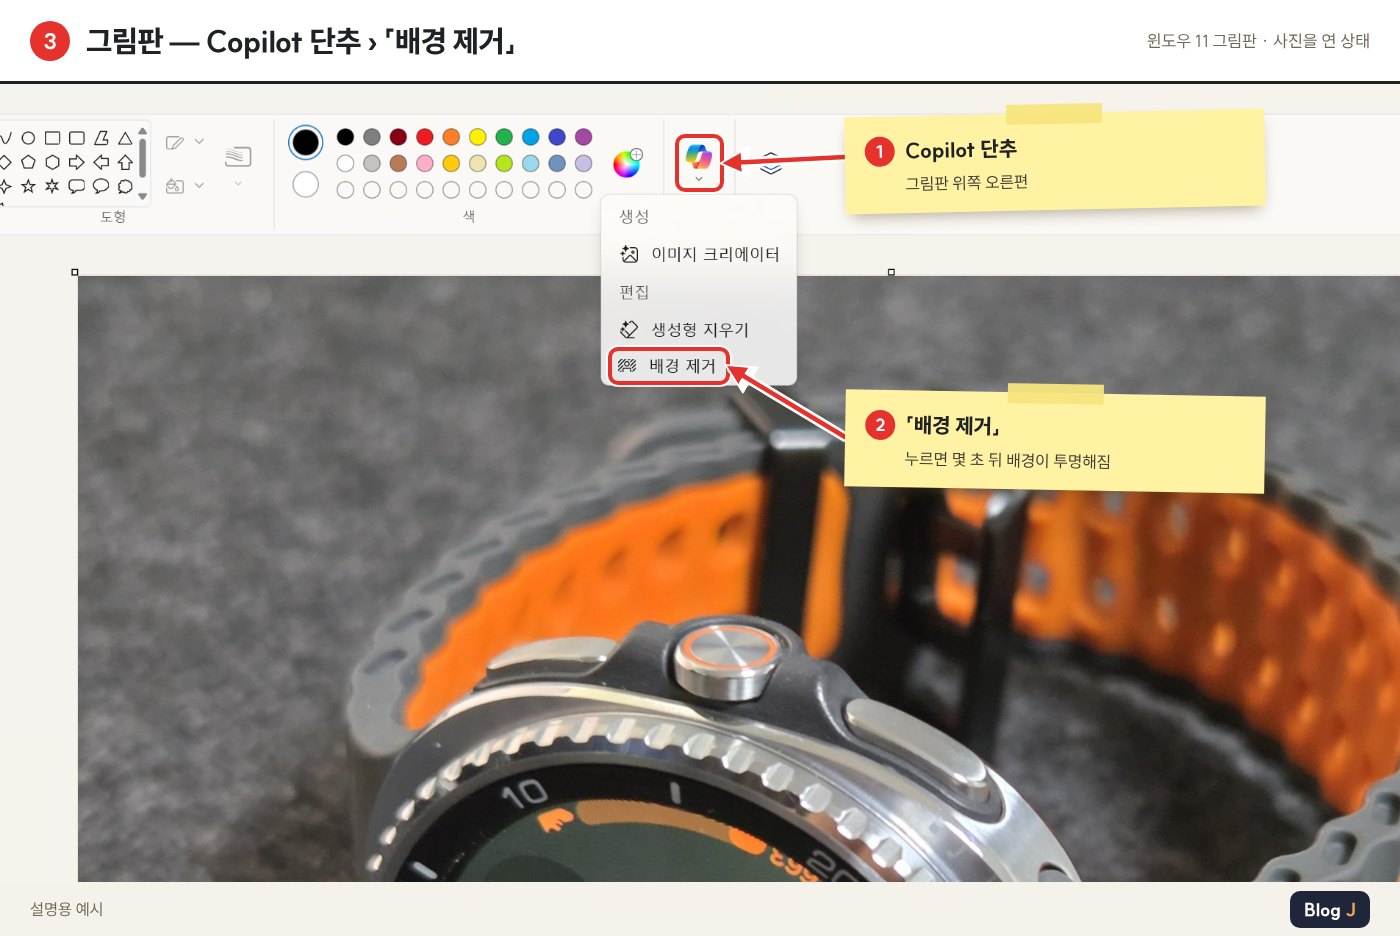 3 그림판 — Copilot 단추 › 「배경 제거」
윈도우 11 그림판 · 사진을 연 상태
도형
색
생성
이미지 크리에이터
편집
생성형 지우기
배경 제거
1 Copilot 단추
그림판 위쪽 오른편
2 「배경 제거」
누르면 몇 초 뒤 배경이 투명해짐
10
20
설명용 예시
Blog J